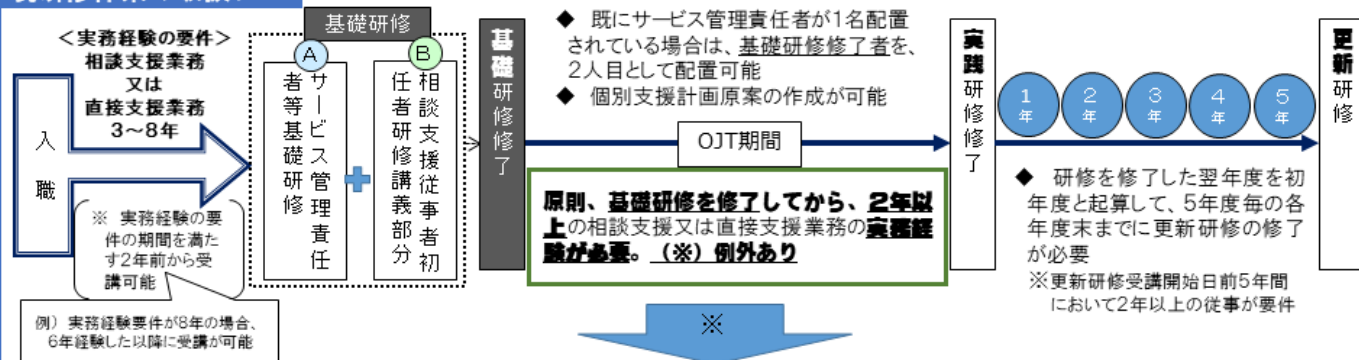 ＜実務経験の要件＞
相談支援業務
又は
直接支援業務
3～8年
入職
※ 実務経験の要
件の期間を満た
す2年前から受
講可能
例）実務経験要件が8年の場合、
6年経験した以降に受講が可能
基礎研修
A
サービス管理責任
者等基礎研修
B
相談支援従事者初
任者研修講義部分
基礎研修修了
◆ 既にサービス管理責任者が1名配置
されている場合は、基礎研修修了者を、
2人目として配置可能
◆ 個別支援計画原案の作成が可能
OJT期間
原則、基礎研修を修了してから、2年以
上の相談支援又は直接支援業務の実務経
験が必要。（※）例外あり
※
実践研修修了
1年
2年
3年
4年
5年
◆ 研修を修了した翌年度を初
年度と起算して、5年度毎の各
年度末までに更新研修の修了
が必要
※更新研修受講開始日前5年間
において2年以上の従事が要件
更新研修